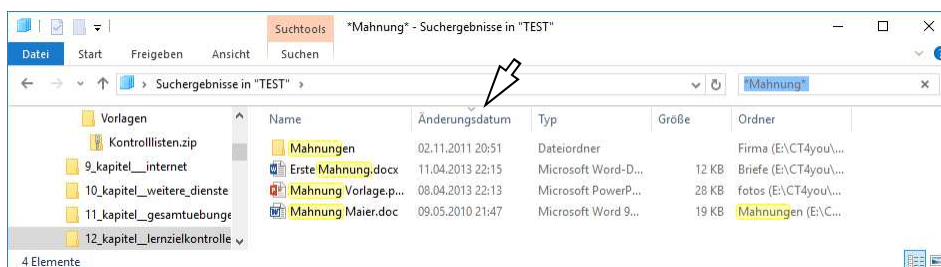 Suchtools *Mahnung* - Suchergebnisse in "TEST"
Datei Start Freigeben Ansicht Suchen
Suchergebnisse in "TEST" *Mahnung*
Vorlagen
Kontrolllisten.zip
9_kapitel__internet
10_kapitel__weitere_dienste
11_kapitel__gesamtuebunge
12_kapitel__lernzielkontrolle
Name Änderungsdatum Typ Größe Ordner
Mahnungen 02.11.2011 20:51 Dateiordner Firma (E:\CT4you\...
Erste Mahnung.docx 11.04.2013 22:15 Microsoft Word-D... 12 KB Briefe (E:\CT4you\...
Mahnung Vorlage.p... 08.04.2013 22:13 Microsoft PowerP... 28 KB fotos (E:\CT4you\...
Mahnung Maier.doc 09.05.2010 21:47 Microsoft Word 9... 19 KB Mahnungen (E:\C...
4 Elemente